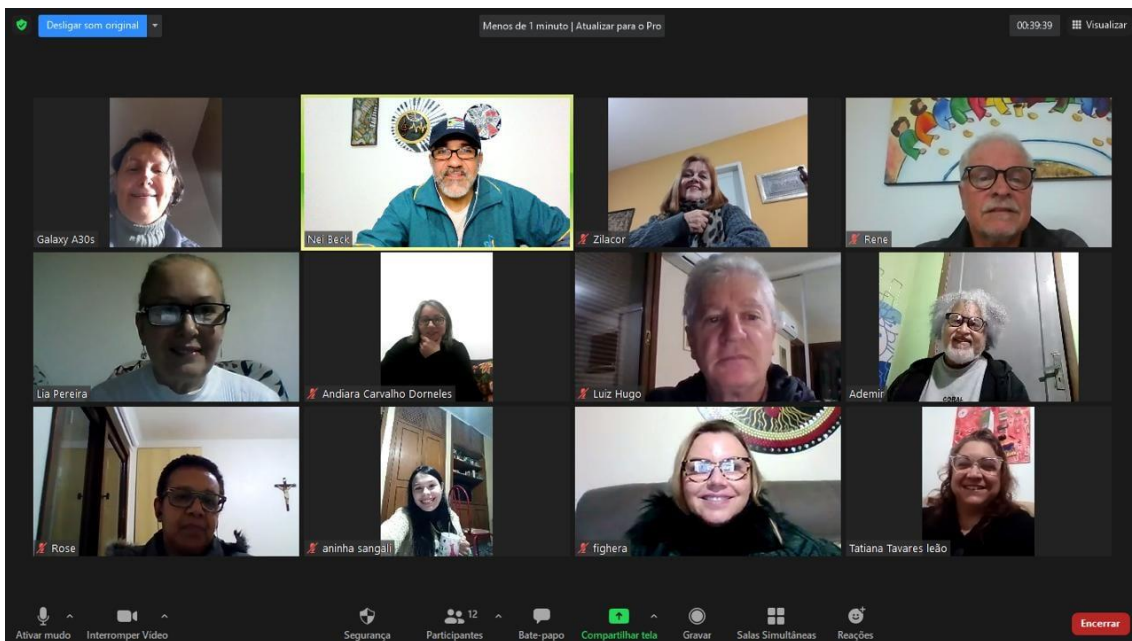 Desligar som original
Menos de 1 minuto | Atualizar para o Pro
00:39:39
Visualizar
Galaxy A30s
Nei Beck
Zilacor
Rene
Lia Pereira
Andiara Carvalho Dorneles
Luiz Hugo
Ademir
CORAL
Rose
aninha sangali
fighera
Tatiana Tavares leão
Ativar mudo
Interromper Vídeo
Segurança
12
Participantes
Bate-papo
Compartilhar tela
Gravar
Salas Simultâneas
Reações
Encerrar